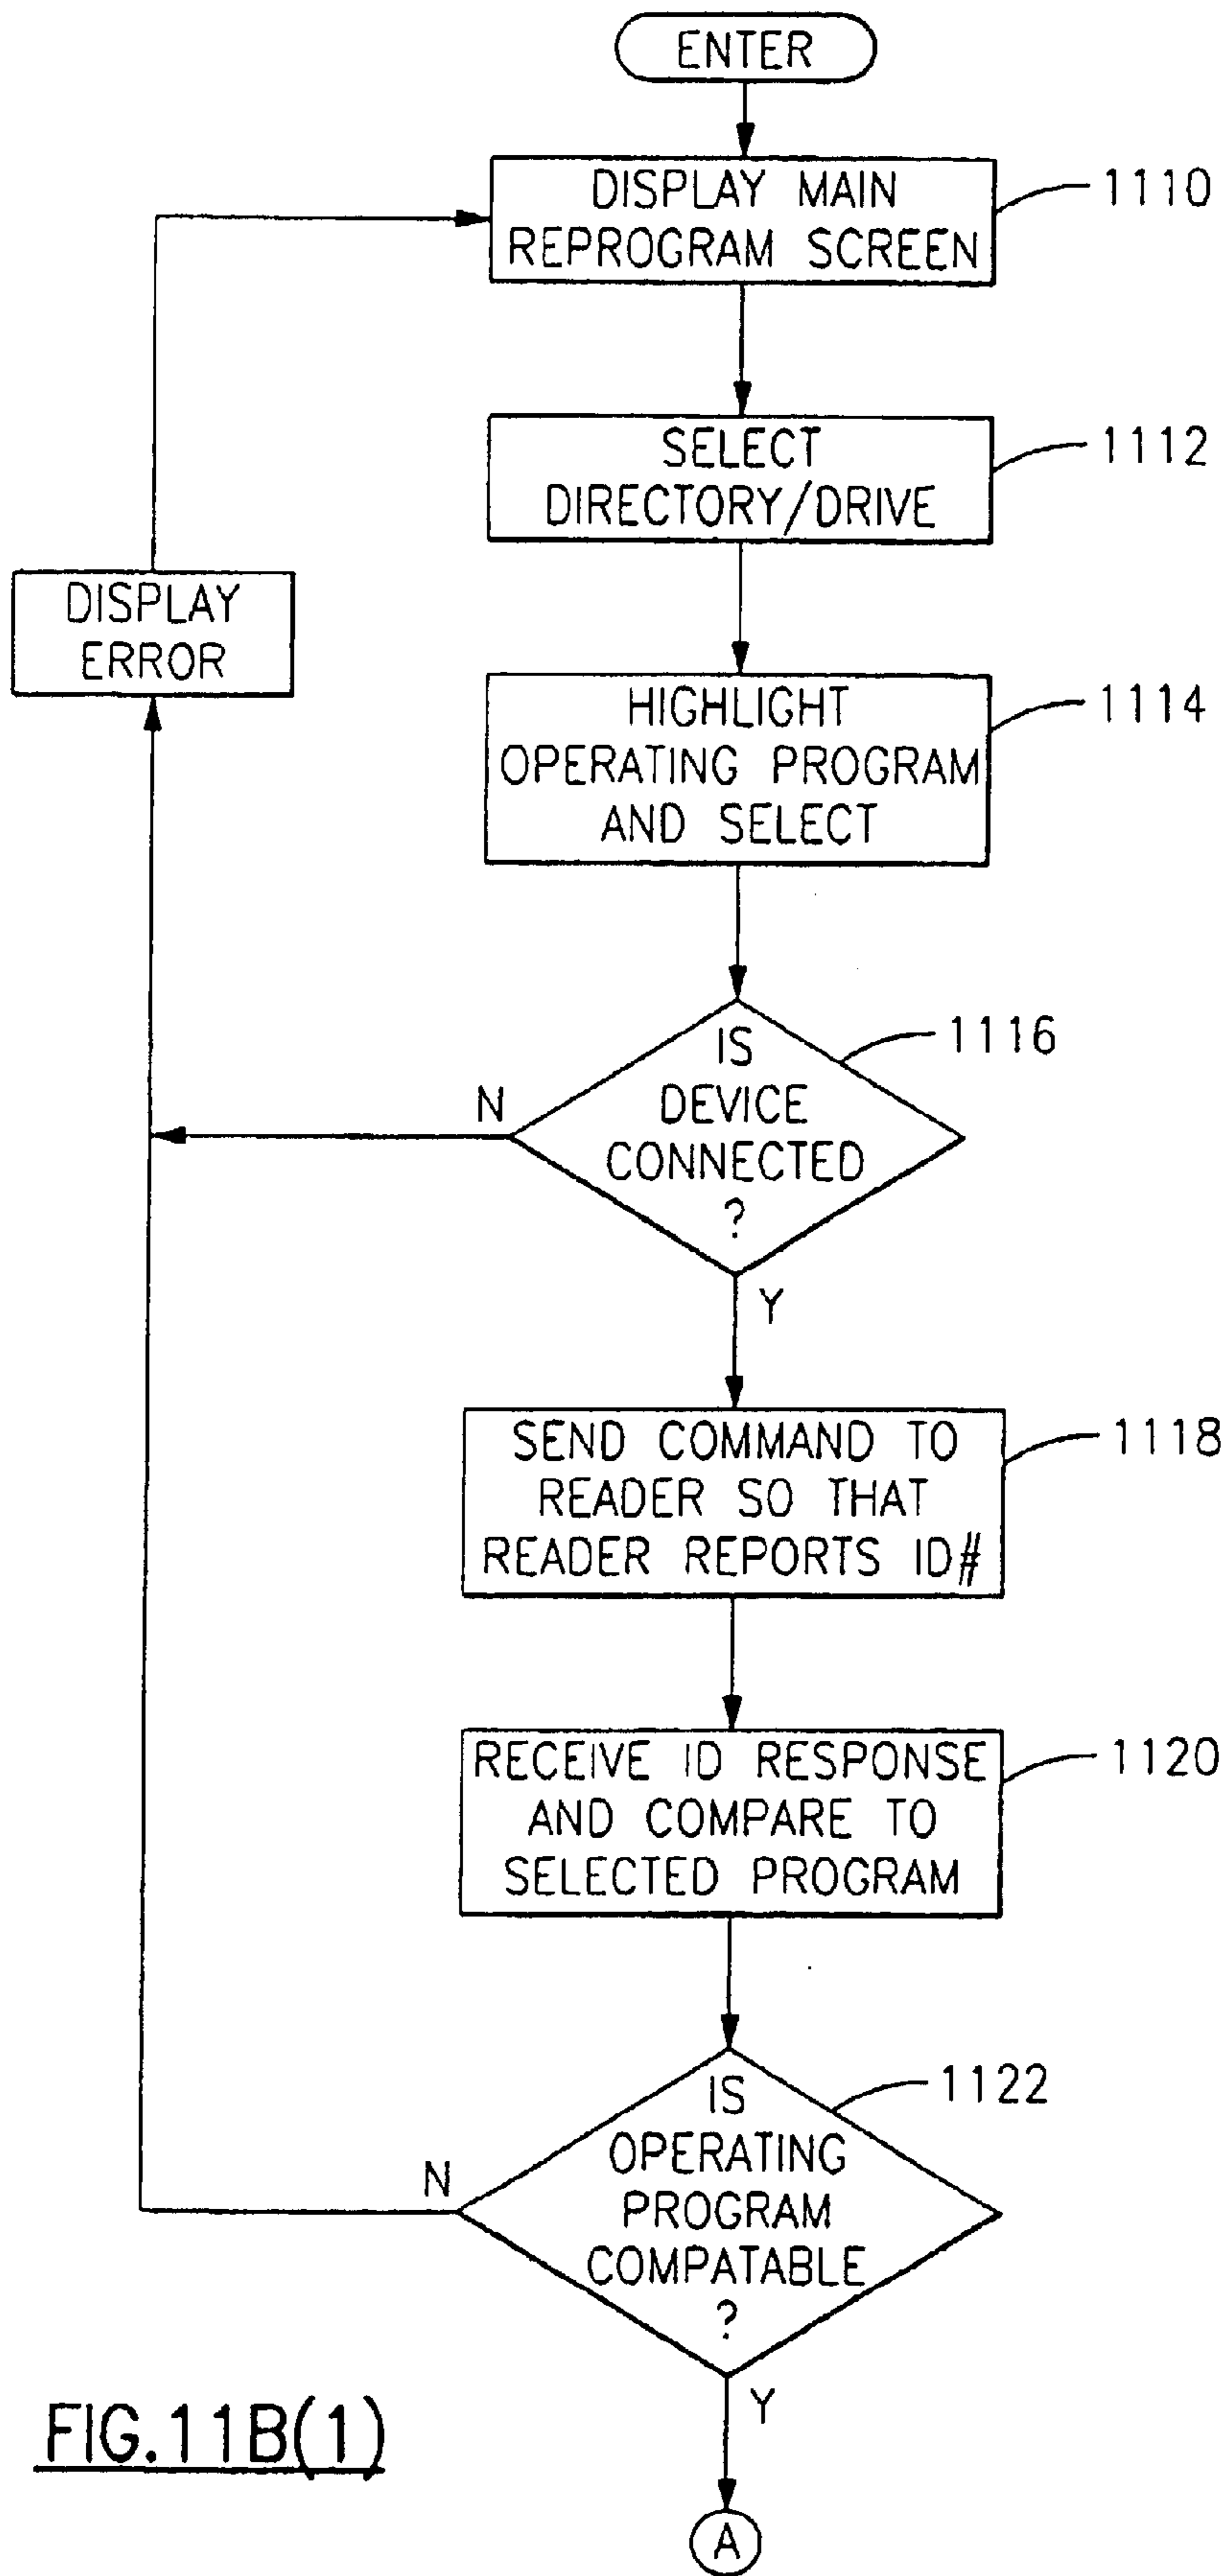 ENTER
DISPLAY MAIN
REPROGRAM SCREEN
1110
SELECT
DIRECTORY/DRIVE
1112
DISPLAY
ERROR
HIGHLIGHT
OPERATING PROGRAM
AND SELECT
1114
IS
DEVICE
CONNECTED
?
1116
N
Y
SEND COMMAND TO
READER SO THAT
READER REPORTS ID#
1118
RECEIVE ID RESPONSE
AND COMPARE TO
SELECTED PROGRAM
1120
IS
OPERATING
PROGRAM
COMPATABLE
?
1122
N
Y
A
FIG.11B(1)